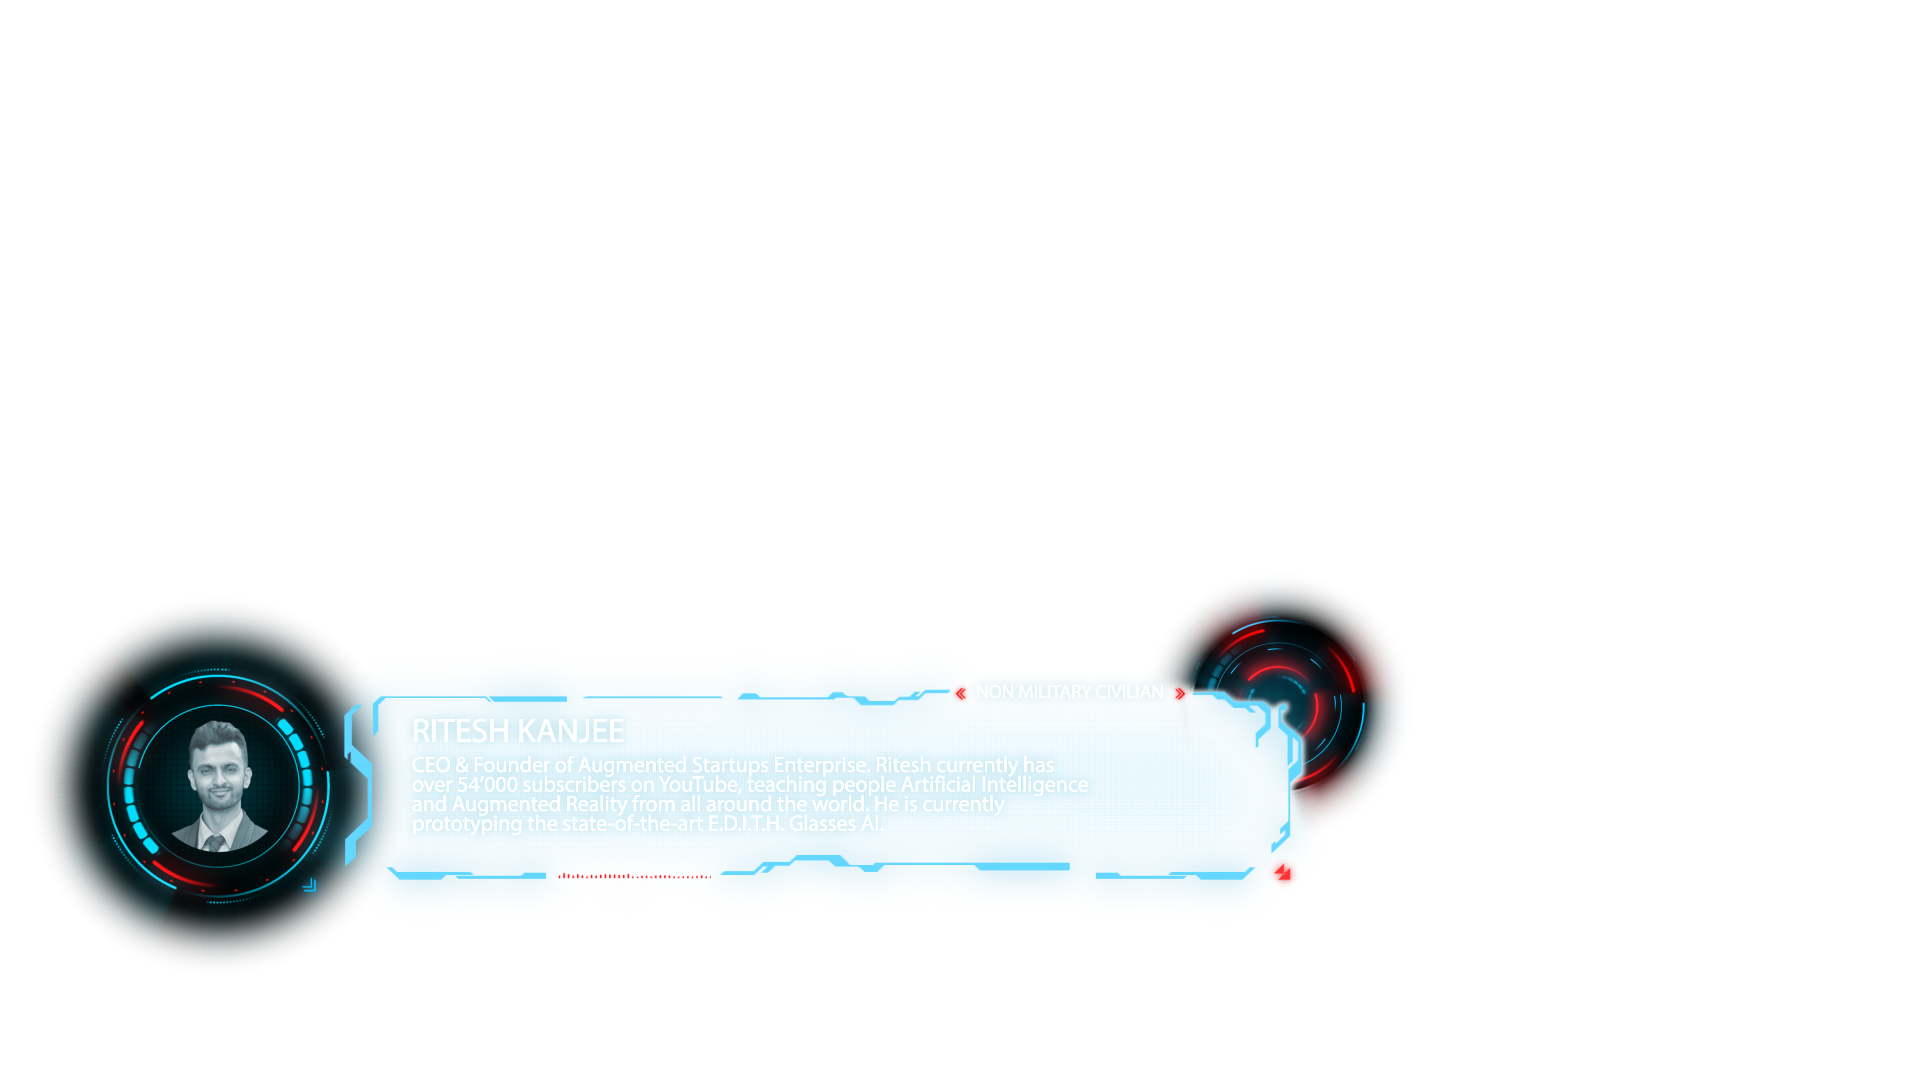 NON MILITARY CIVILIAN
RITESH KANJEE
CEO & Founder of Augmented Startups Enterprise. Ritesh currently has
over 54’000 subscribers on YouTube, teaching people Artificial Intelligence
and Augmented Reality from all around the world. He is currently
prototyping the state-of-the-art E.D.I.T.H. Glasses AI.